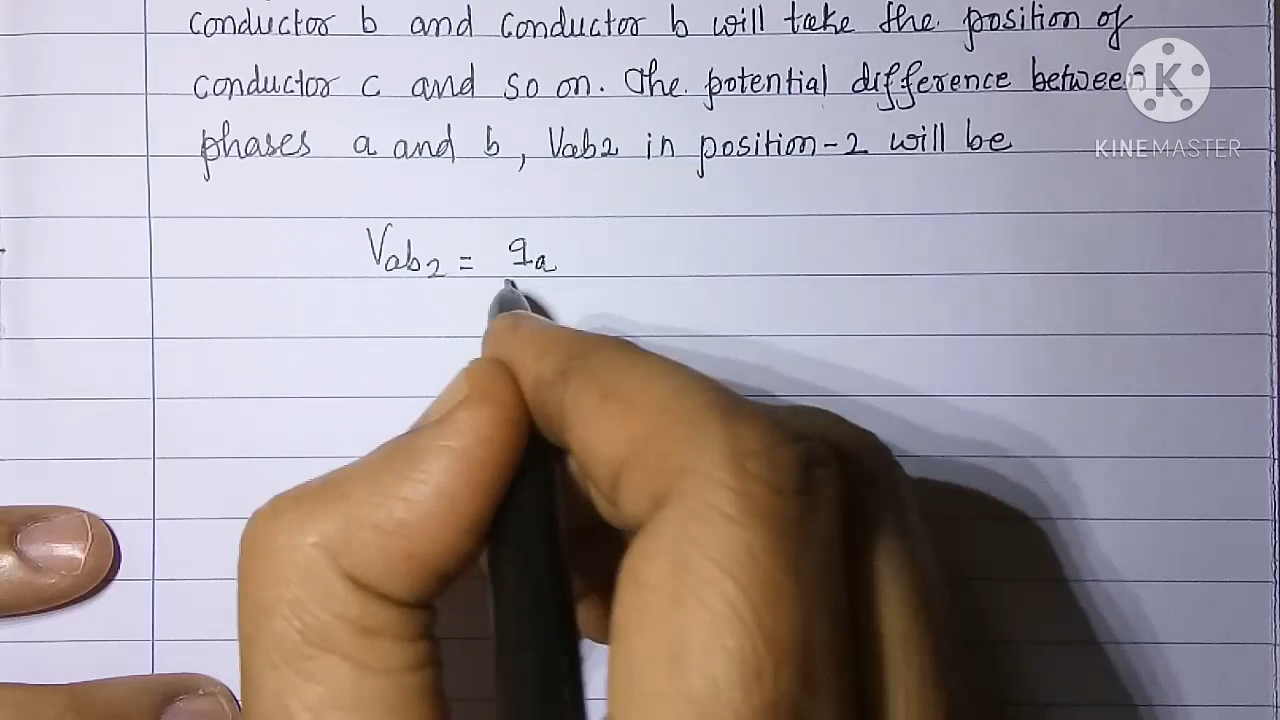 conductor b and conductor b will take the position of
conductor c and so on. The potential difference between
phases a and b, Vab2 in position-2 will be
Vab2 = qa
K
KINEMASTER